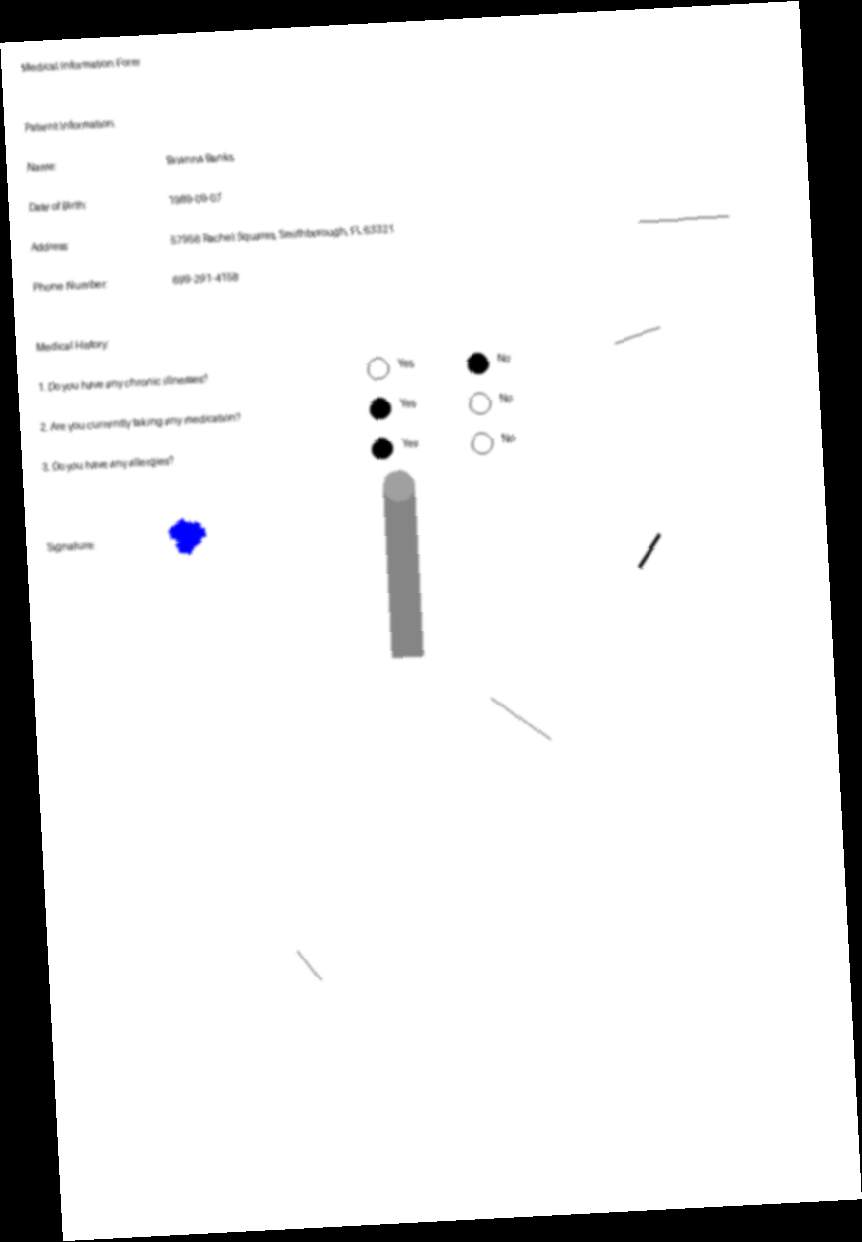 Medical Information Form
Patient Information:
Name: Brianna Banks
Date of Birth: 1989-09-07
Address: 57956 Rachel Squares, Southborough, FL 63321
Phone Number: 699-291-4758
Medical History:
1. Do you have any chronic illnesses? Yes No
2. Are you currently taking any medication? Yes No
3. Do you have any allergies? Yes No
Signature: